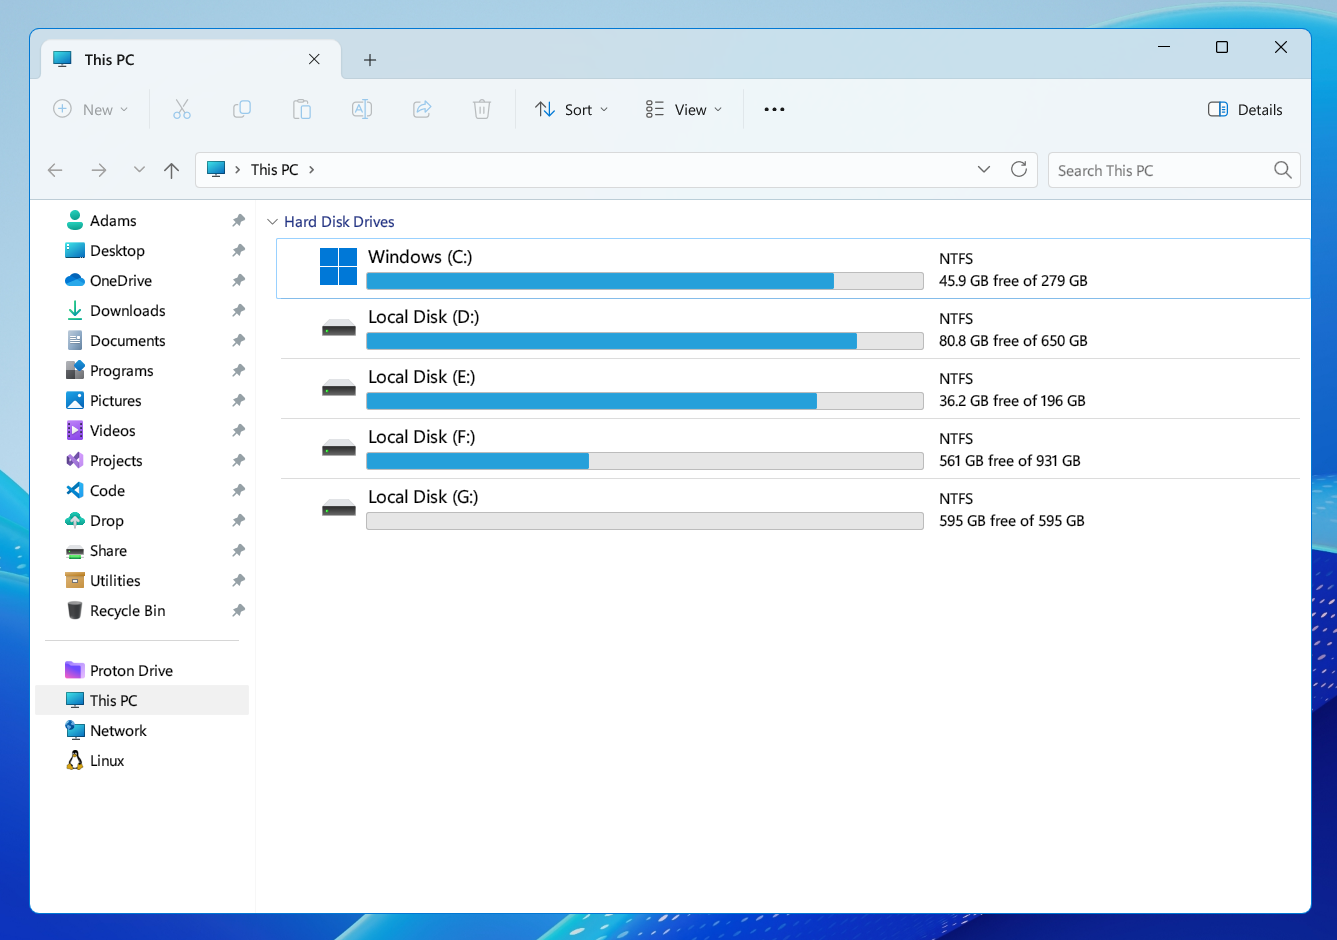 This PC
New
Sort
View
Details
This PC
Search This PC
Adams
Desktop
OneDrive
Downloads
Documents
Programs
Pictures
Videos
Projects
Code
Drop
Share
Utilities
Recycle Bin
Proton Drive
This PC
Network
Linux
Hard Disk Drives
Windows (C:)
NTFS
45.9 GB free of 279 GB
Local Disk (D:)
NTFS
80.8 GB free of 650 GB
Local Disk (E:)
NTFS
36.2 GB free of 196 GB
Local Disk (F:)
NTFS
561 GB free of 931 GB
Local Disk (G:)
NTFS
595 GB free of 595 GB